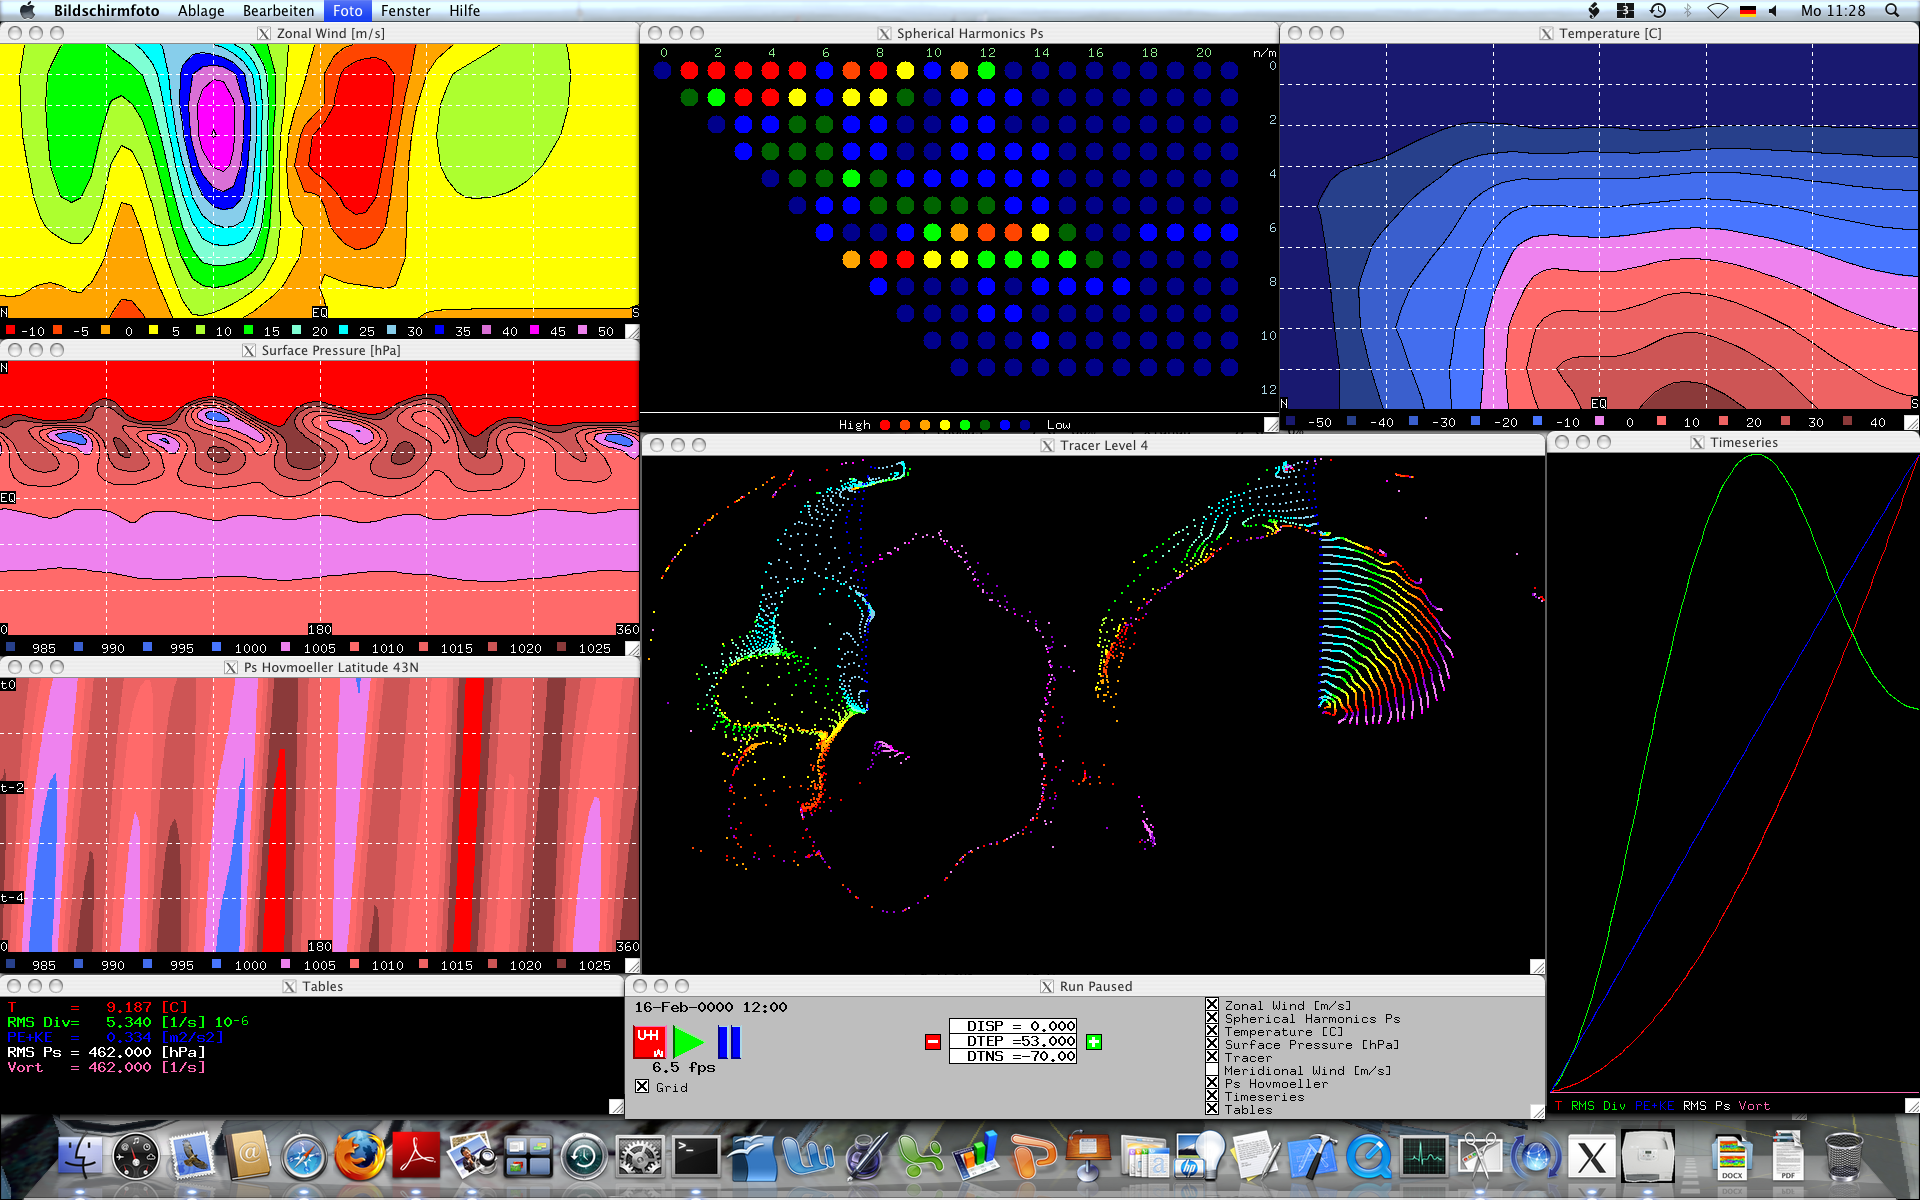 Bildschirmfoto Ablage Bearbeiten Foto Fenster Hilfe
3
Mo 11:28
Zonal Wind [m/s]
N EQ S
-10 -5 0 5 10 15 20 25 30 35 40 45 50
Spherical Harmonics Ps
0 2 4 6 8 10 12 14 16 18 20 n/m
0
2
4
6
8
10
12
High Low
Temperature [C]
N EQ S
-50 -40 -30 -20 -10 0 10 20 30 40
Surface Pressure [hPa]
N
EQ
0 180 360
985 990 995 1000 1005 1010 1015 1020 1025
Tracer Level 4
Timeseries
T RMS Div PE+KE RMS Ps Vort
Ps Hovmoeller Latitude 43N
t0
t-2
t-4
0 180 360
985 990 995 1000 1005 1010 1015 1020 1025
Tables
T = 9.187 [C]
RMS Div= 5.340 [1/s] 10-6
PE+KE = 0.334 [m2/s2]
RMS Ps = 462.000 [hPa]
Vort = 462.000 [1/s]
Run Paused
16-Feb-0000 12:00
6.5 fps
Grid
DISP = 0.000
DTEP =53.000
DTNS =-70.00
Zonal Wind [m/s]
Spherical Harmonics Ps
Temperature [C]
Surface Pressure [hPa]
Tracer
Meridional Wind [m/s]
Ps Hovmoeller
Timeseries
Tables
hp
DOCX
PDF